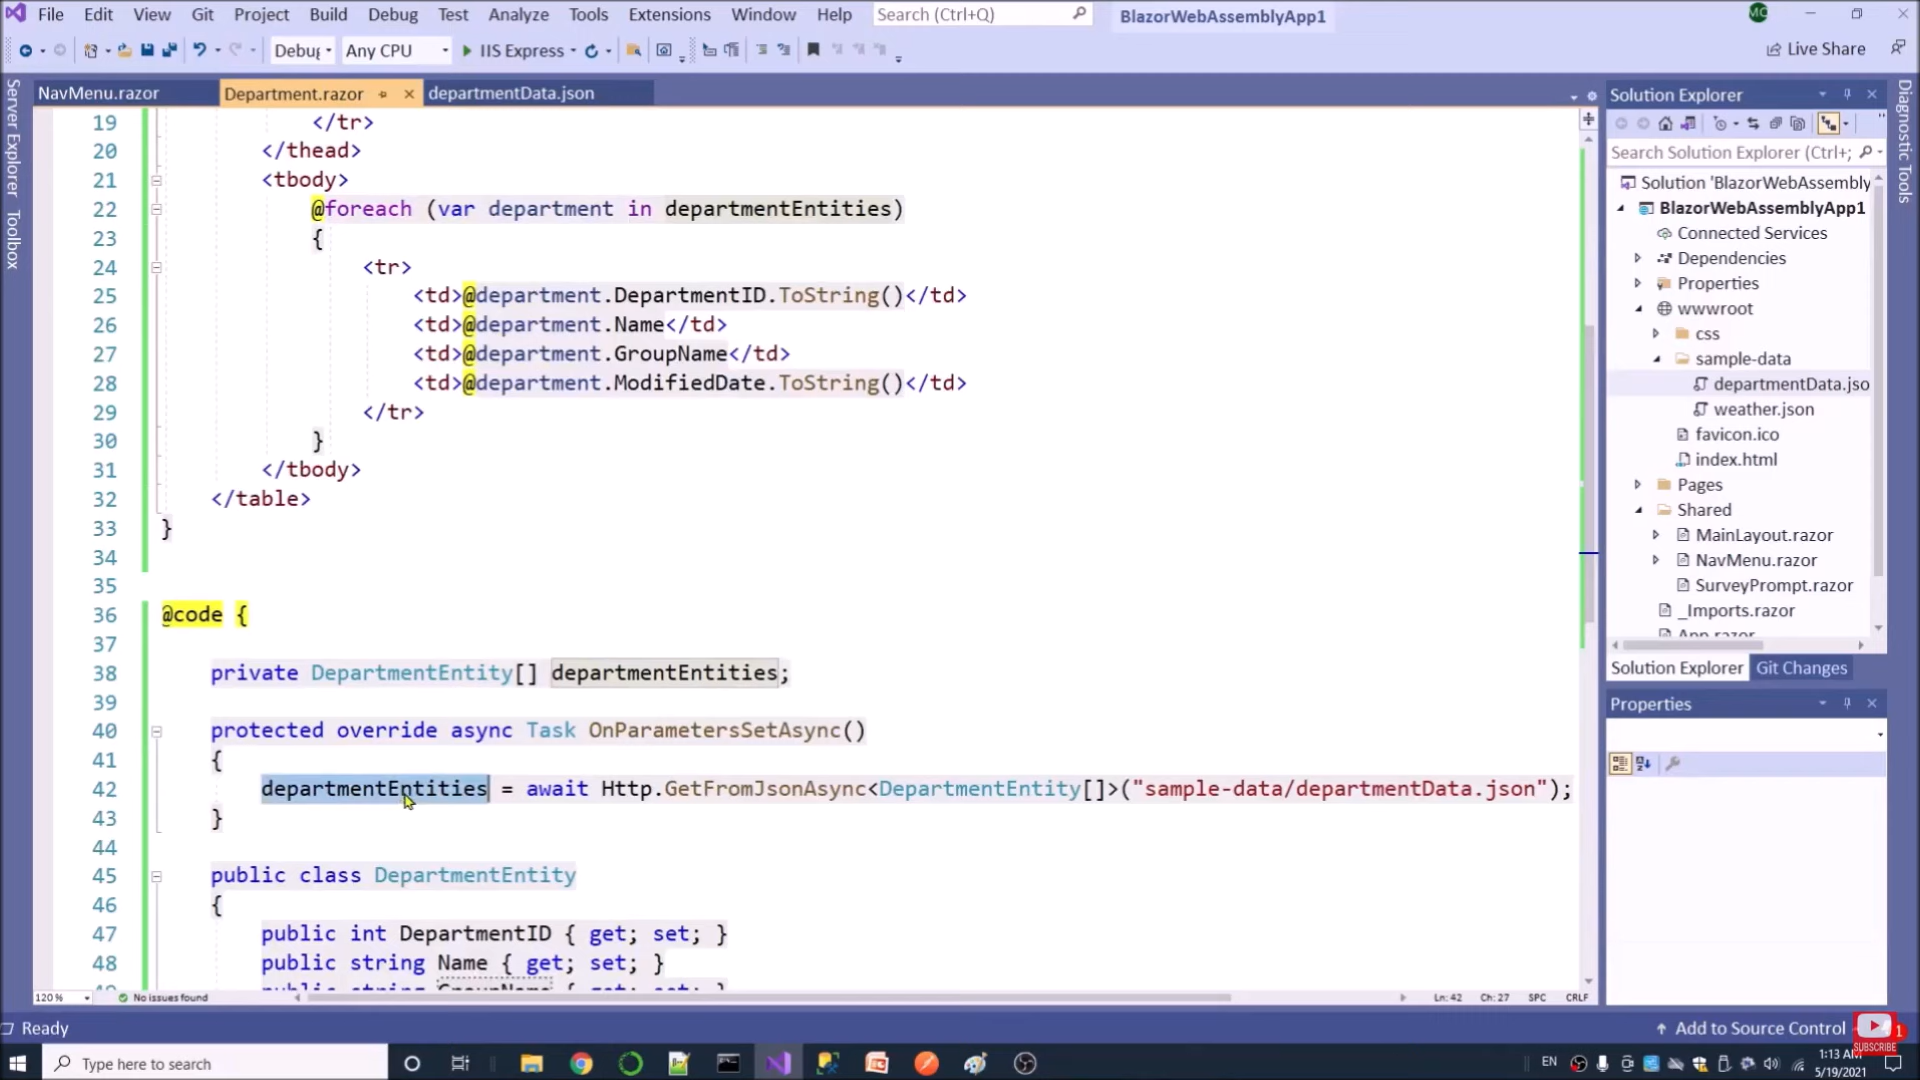 File Edit View Git Project Build Debug Test Analyze Tools Extensions Window Help Search (Ctrl+Q) BlazorWebAssemblyApp1 MC
Debug Any CPU IIS Express Live Share
Server Explorer
Toolbox
NavMenu.razor Department.razor departmentData.json
19 </tr>
20 </thead>
21 <tbody>
22 @foreach (var department in departmentEntities)
23 {
24 <tr>
25 <td>@department.DepartmentID.ToString()</td>
26 <td>@department.Name</td>
27 <td>@department.GroupName</td>
28 <td>@department.ModifiedDate.ToString()</td>
29 </tr>
30 }
31 </tbody>
32 </table>
33 }
34
35
36 @code {
37
38 private DepartmentEntity[] departmentEntities;
39
40 protected override async Task OnParametersSetAsync()
41 {
42 departmentEntities = await Http.GetFromJsonAsync<DepartmentEntity[]>("sample-data/departmentData.json");
43 }
44
45 public class DepartmentEntity
46 {
47 public int DepartmentID { get; set; }
48 public string Name { get; set; }
120 % No issues found Ln: 42 Ch: 27 SPC CRLF
Solution Explorer
Search Solution Explorer (Ctrl+;
Solution 'BlazorWebAssembly
BlazorWebAssemblyApp1
Connected Services
Dependencies
Properties
wwwroot
css
sample-data
departmentData.jso
weather.json
favicon.ico
index.html
Pages
Shared
MainLayout.razor
NavMenu.razor
SurveyPrompt.razor
_Imports.razor
App.razor
Solution Explorer Git Changes
Properties
Diagnostic Tools
Ready Add to Source Control 1
SUBSCRIBE
Type here to search EN 1:13 AM
5/19/2021